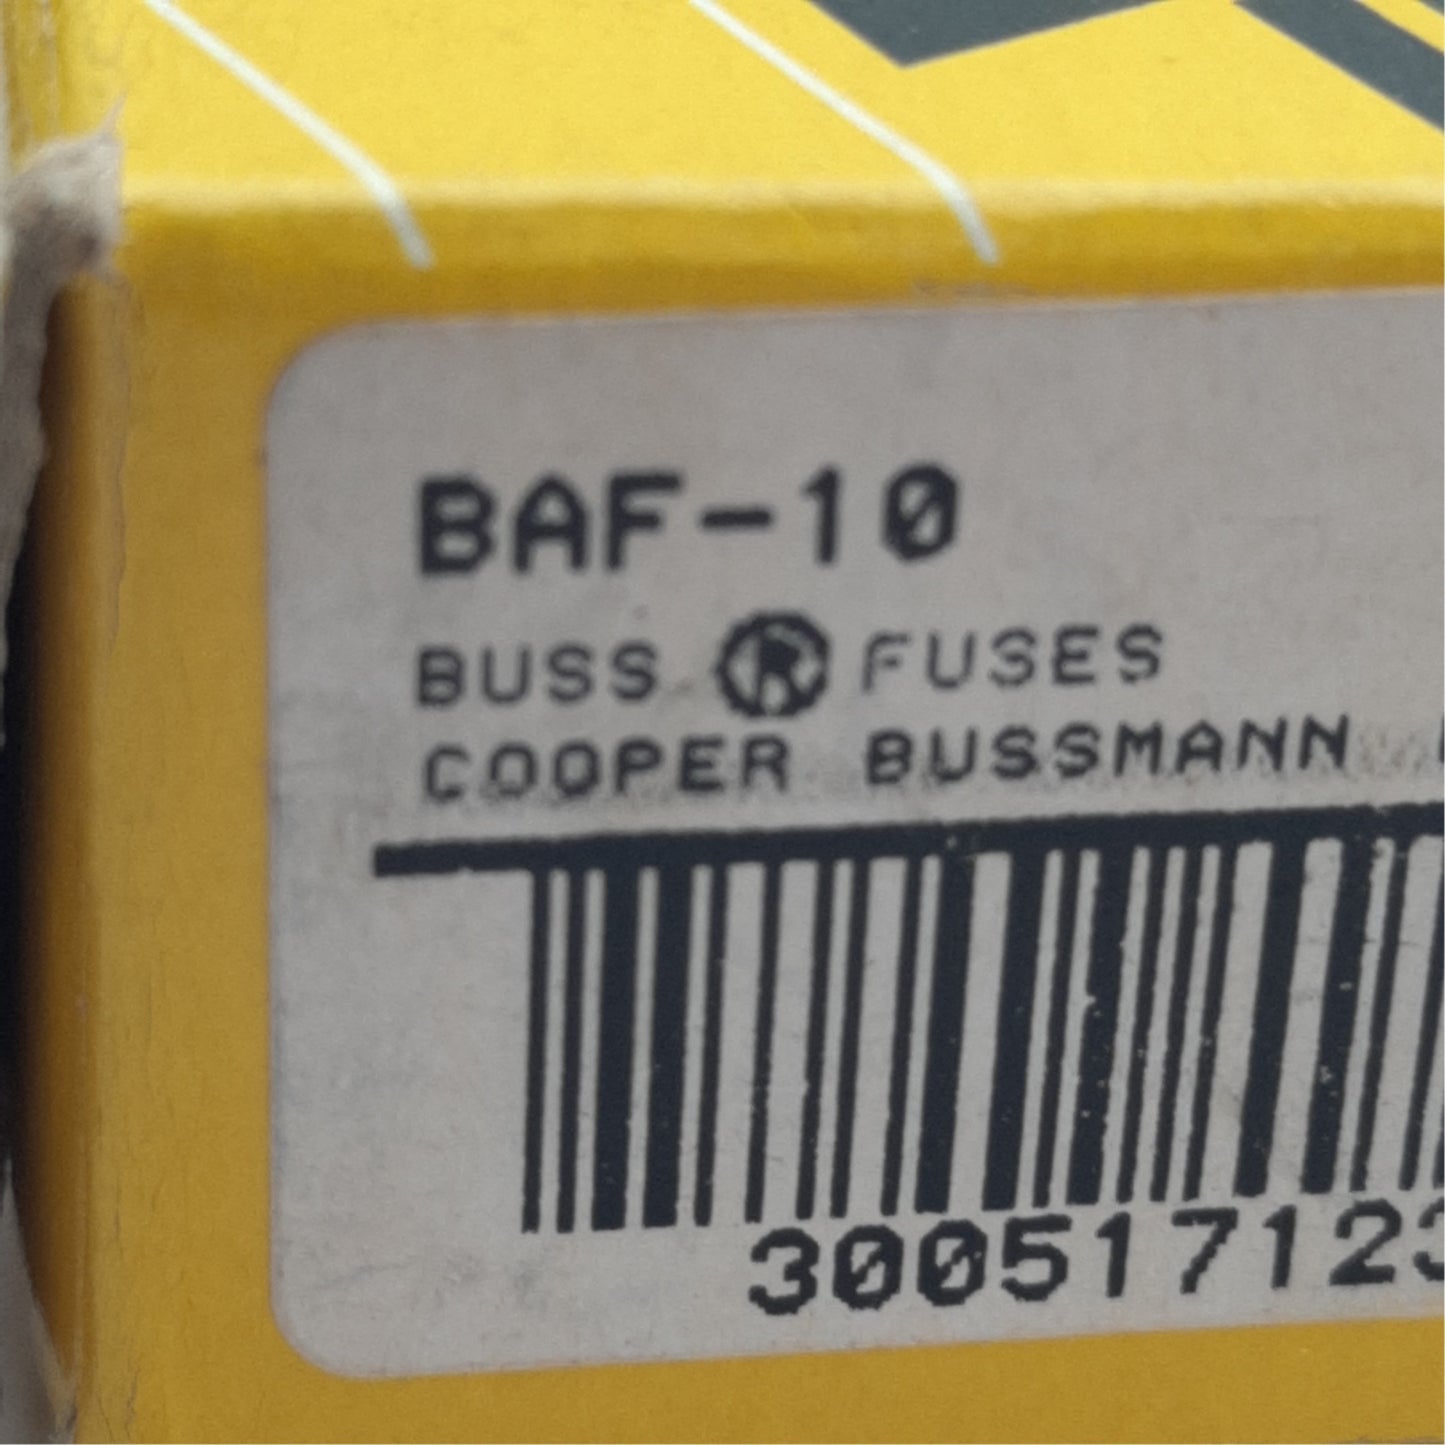 BAF-10
BUSS ® FUSES
COOPER BUSSMANN
30051712